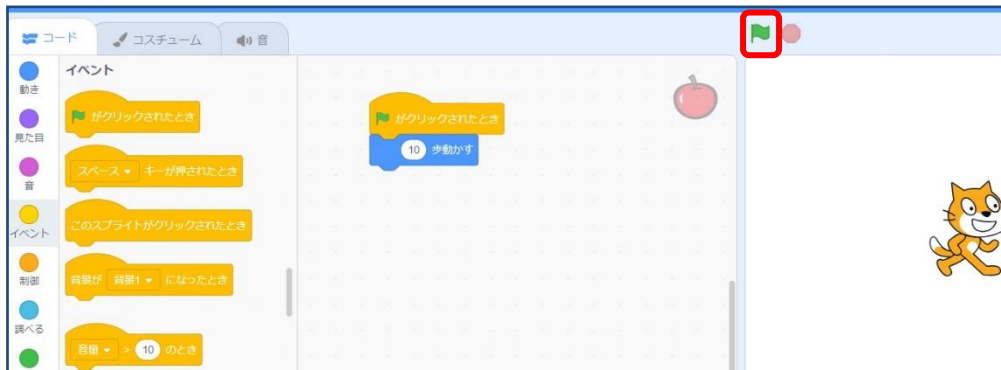 コード
コスチューム
音
動き
見た目
音
イベント
制御
調べる
イベント
がクリックされたとき
スペース キーが押されたとき
このスプライトがクリックされたとき
背景が 背景1 になったとき
音量 > 10 のとき
がクリックされたとき
10 歩動かす